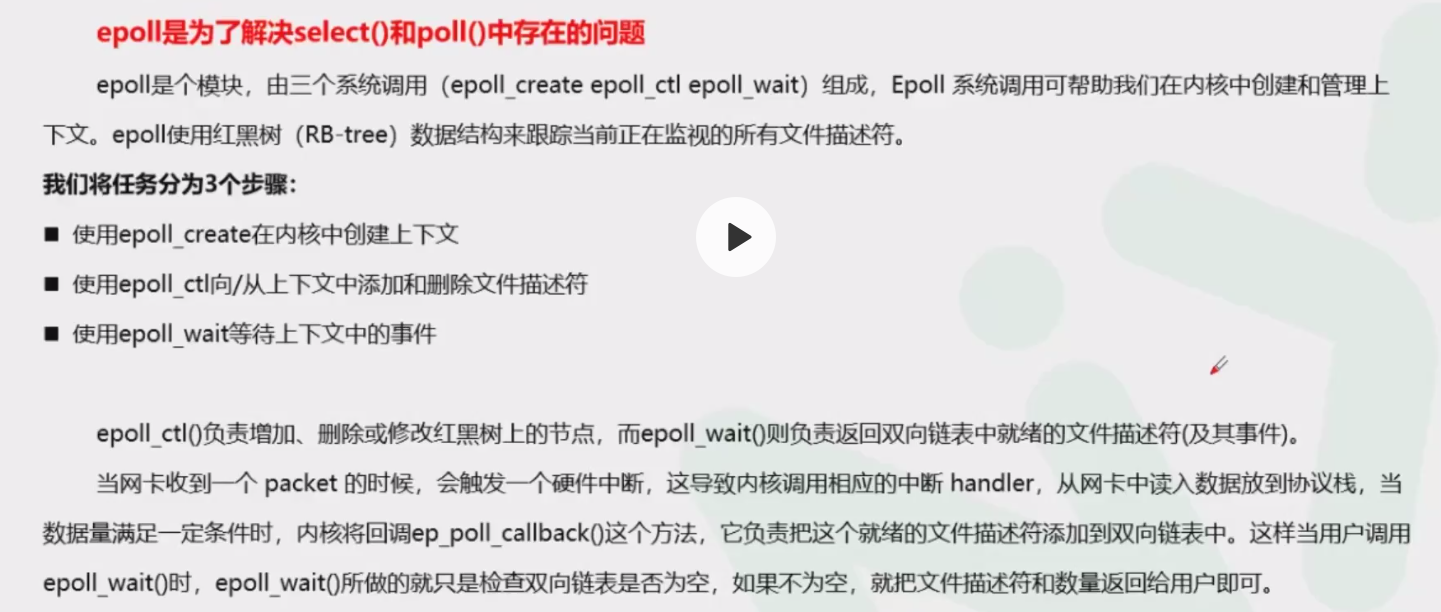 epoll是为了解决select()和poll()中存在的问题
epoll是个模块，由三个系统调用（epoll_create epoll_ctl epoll_wait）组成，Epoll 系统调用可帮助我们在内核中创建和管理上
下文。epoll使用红黑树（RB-tree）数据结构来跟踪当前正在监视的所有文件描述符。
我们将任务分为3个步骤：
■ 使用epoll_create在内核中创建上下文
■ 使用epoll_ctl向/从上下文中添加和删除文件描述符
■ 使用epoll_wait等待上下文中的事件
epoll_ctl()负责增加、删除或修改红黑树上的节点，而epoll_wait()则负责返回双向链表中就绪的文件描述符(及其事件)。
当网卡收到一个 packet 的时候，会触发一个硬件中断，这导致内核调用相应的中断 handler，从网卡中读入数据放到协议栈，当
数据量满足一定条件时，内核将回调ep_poll_callback()这个方法，它负责把这个就绪的文件描述符添加到双向链表中。这样当用户调用
epoll_wait()时，epoll_wait()所做的就只是检查双向链表是否为空，如果不为空，就把文件描述符和数量返回给用户即可。